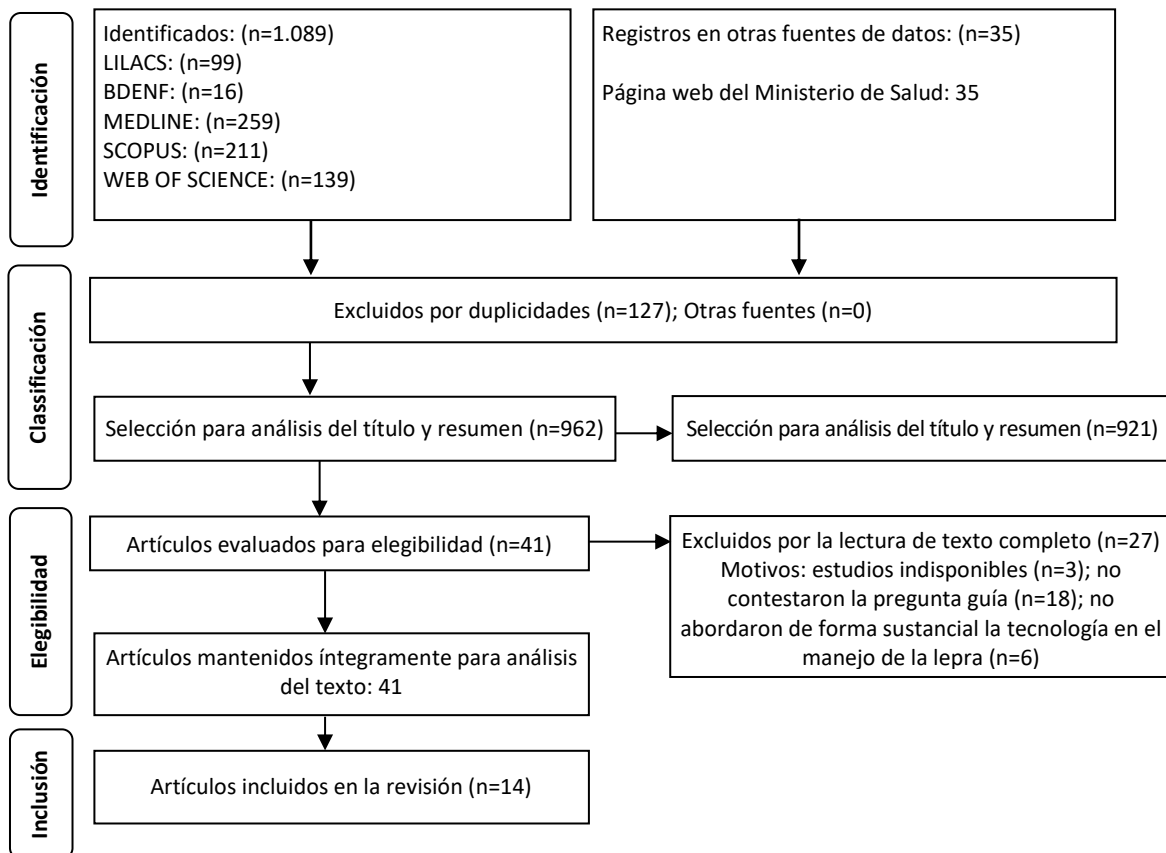 Identificación
Identificados: (n=1.089)
LILACS: (n=99)
BDENF: (n=16)
MEDLINE: (n=259)
SCOPUS: (n=211)
WEB OF SCIENCE: (n=139)
Registros en otras fuentes de datos: (n=35)
Página web del Ministerio de Salud: 35
Classificación
Excluidos por duplicidades (n=127); Otras fuentes (n=0)
Selección para análisis del título y resumen (n=962)
Selección para análisis del título y resumen (n=921)
Elegibilidad
Artículos evaluados para elegibilidad (n=41)
Excluidos por la lectura de texto completo (n=27)
Motivos: estudios indisponibles (n=3); no
contestaron la pregunta guía (n=18); no
abordaron de forma sustancial la tecnología en el
manejo de la lepra (n=6)
Artículos mantenidos íntegramente para análisis
del texto: 41
Inclusión
Artículos incluidos en la revisión (n=14)